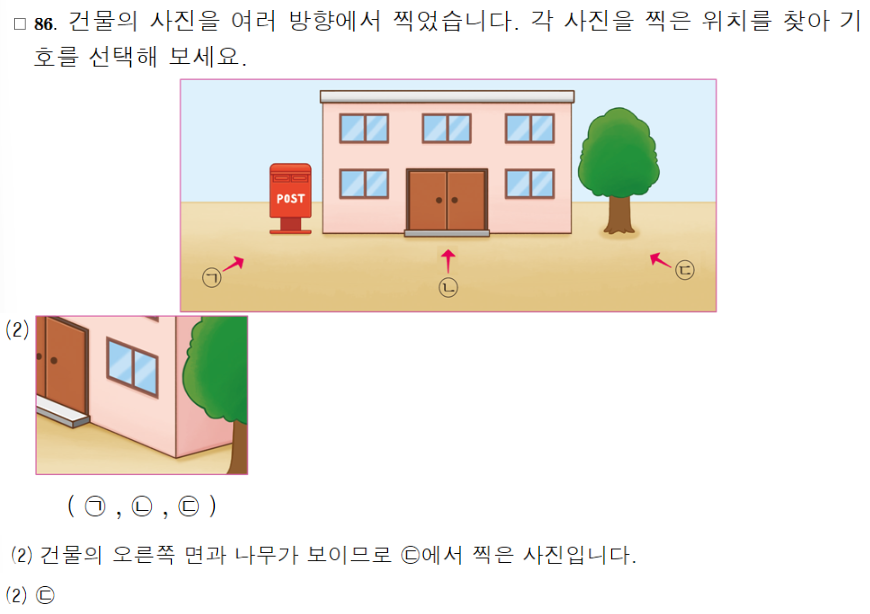 □ 86. 건물의 사진을 여러 방향에서 찍었습니다. 각 사진을 찍은 위치를 찾아 기
호를 선택해 보세요.
POST
㉠
㉡
㉢
(2)
( ㉠ , ㉡ , ㉢ )
(2) 건물의 오른쪽 면과 나무가 보이므로 ㉢에서 찍은 사진입니다.
(2) ㉢